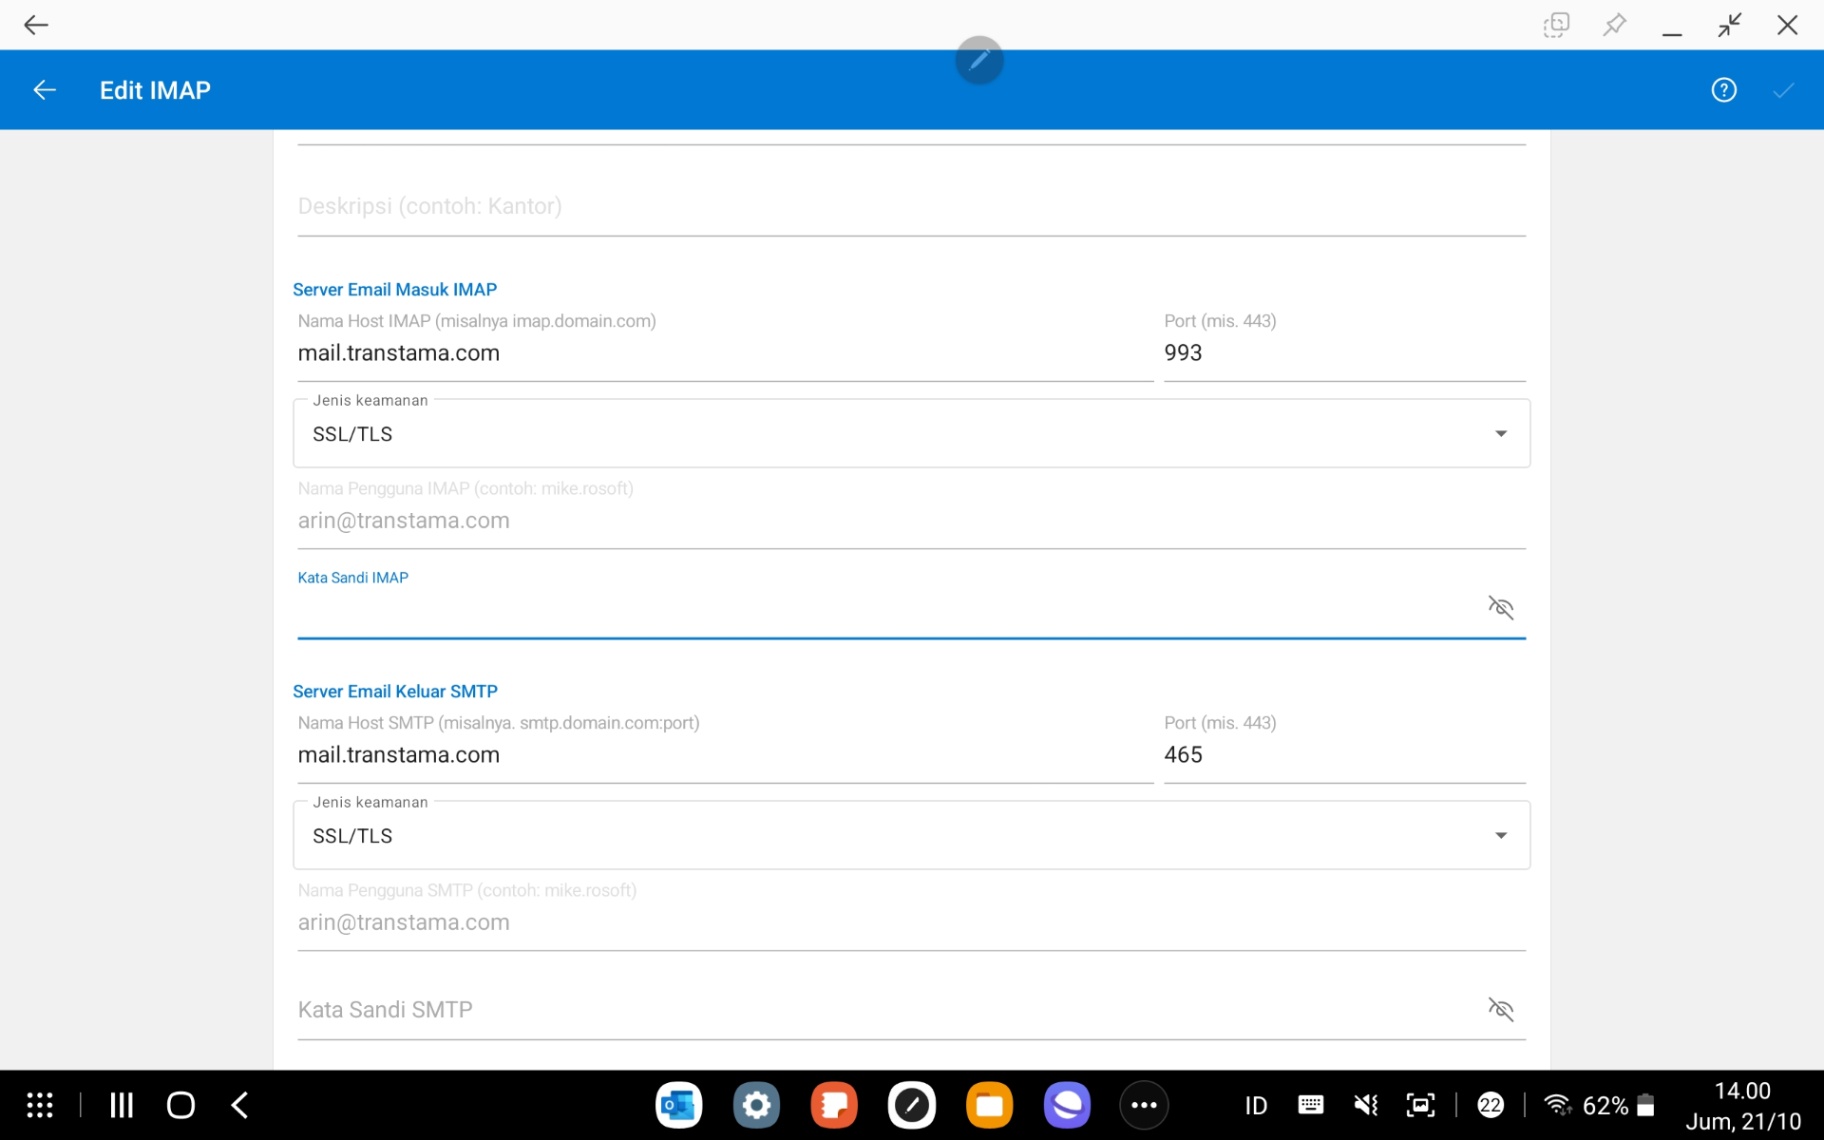 Edit IMAP
Deskripsi (contoh: Kantor)
Server Email Masuk IMAP
Nama Host IMAP (misalnya imap.domain.com)
Port (mis. 443)
mail.transtama.com
993
Jenis keamanan
SSL/TLS
Nama Pengguna IMAP (contoh: mike.rosoft)
arin@transtama.com
Kata Sandi IMAP
Server Email Keluar SMTP
Nama Host SMTP (misalnya. smtp.domain.com:port)
Port (mis. 443)
mail.transtama.com
465
Jenis keamanan
SSL/TLS
Nama Pengguna SMTP (contoh: mike.rosoft)
arin@transtama.com
Kata Sandi SMTP
ID
22
62%
14.00
Jum, 21/10